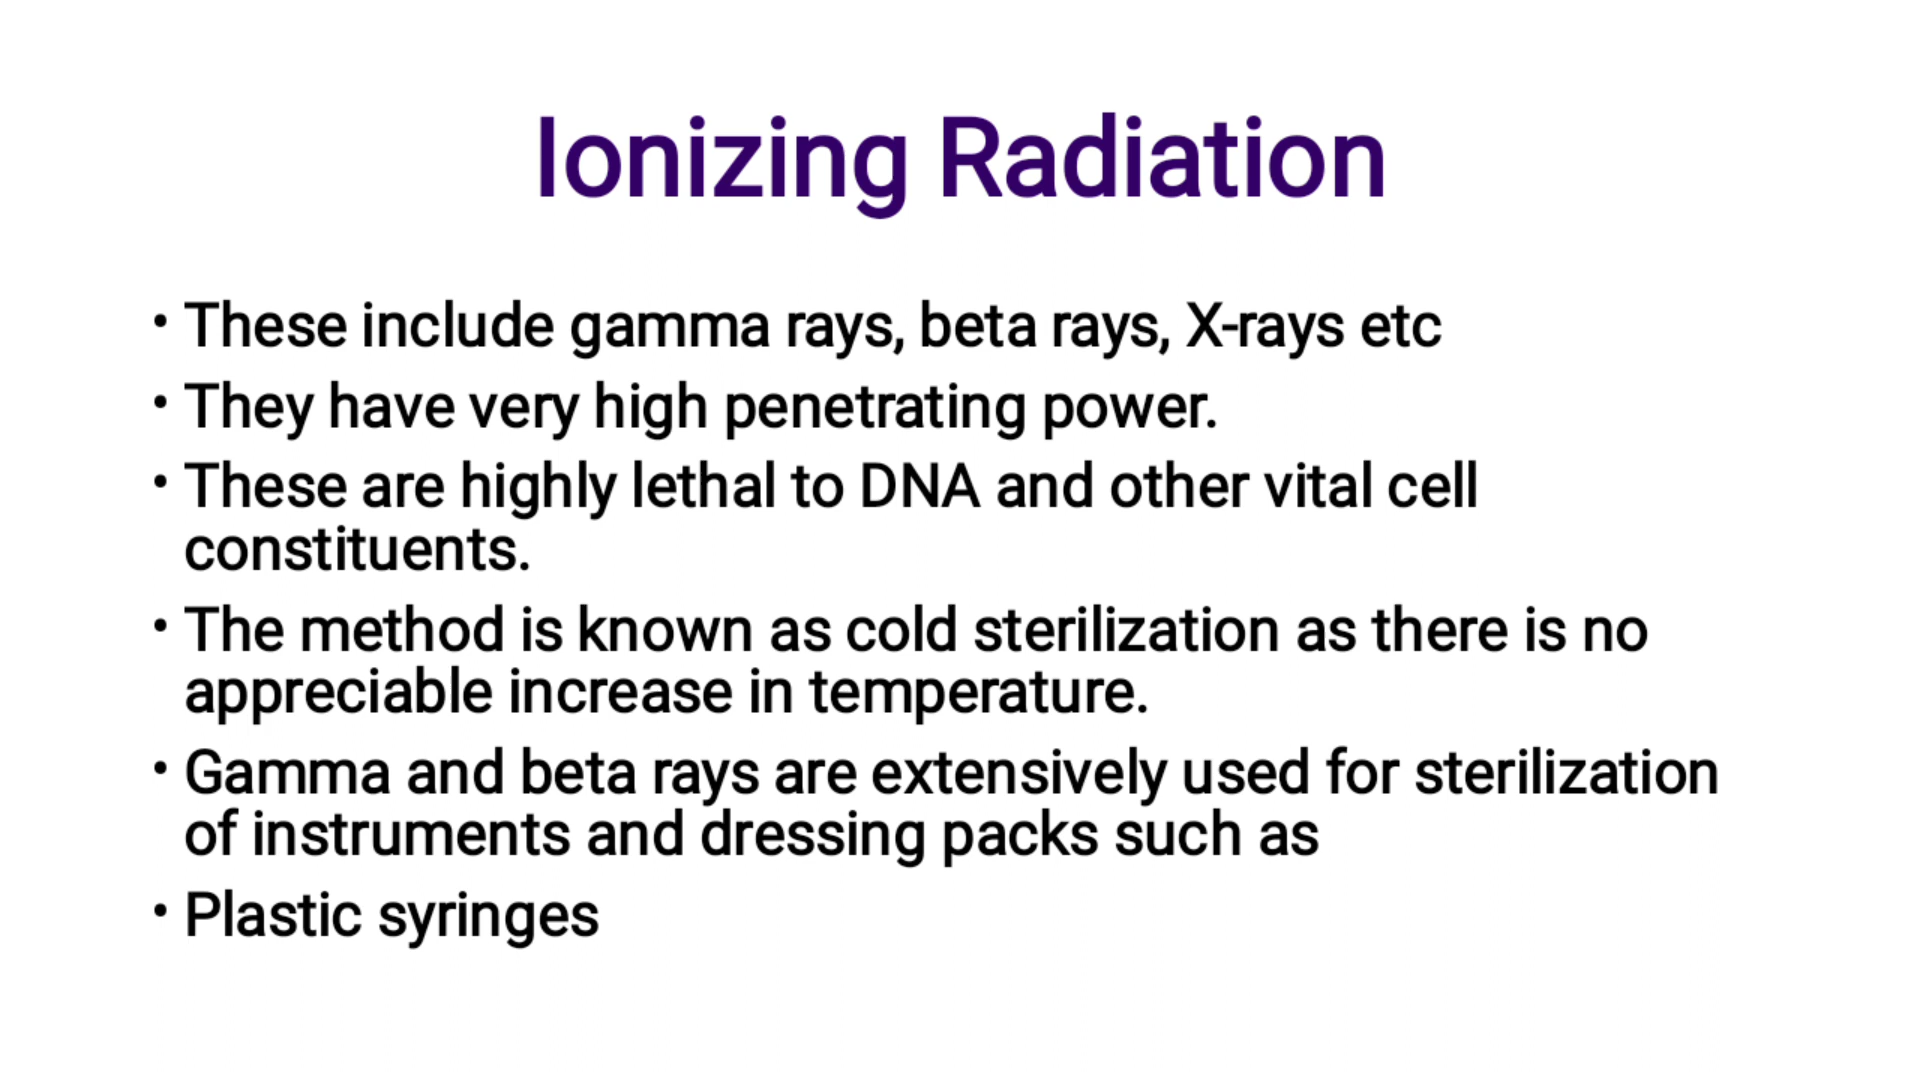 Ionizing Radiation
• These include gamma rays, beta rays, X-rays etc
• They have very high penetrating power.
• These are highly lethal to DNA and other vital cell
constituents.
• The method is known as cold sterilization as there is no
appreciable increase in temperature.
• Gamma and beta rays are extensively used for sterilization
of instruments and dressing packs such as
• Plastic syringes